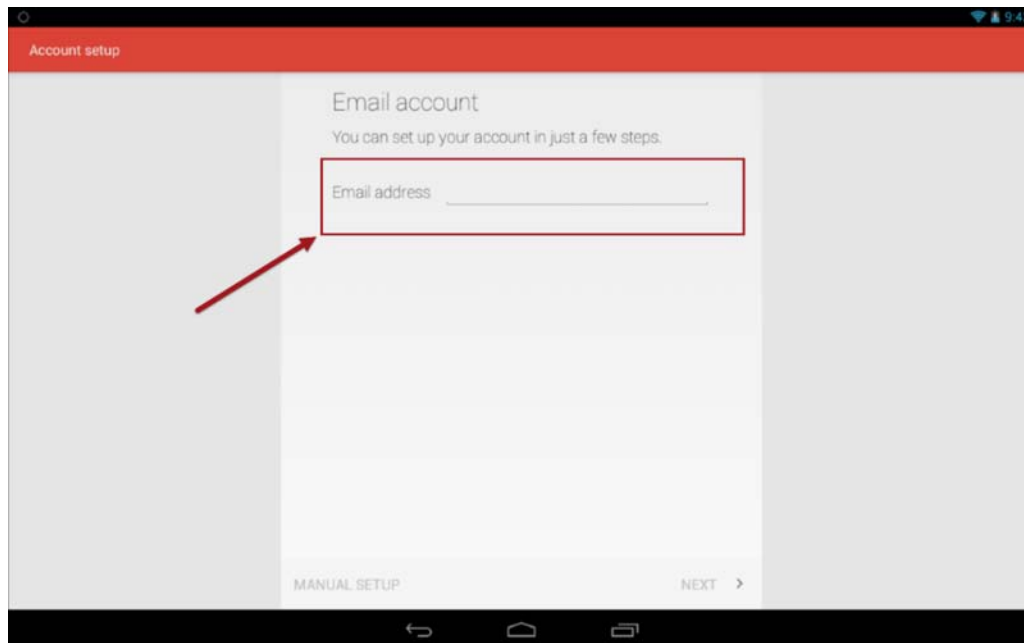 Account setup
Email account
You can set up your account in just a few steps.
Email address
MANUAL SETUP
NEXT